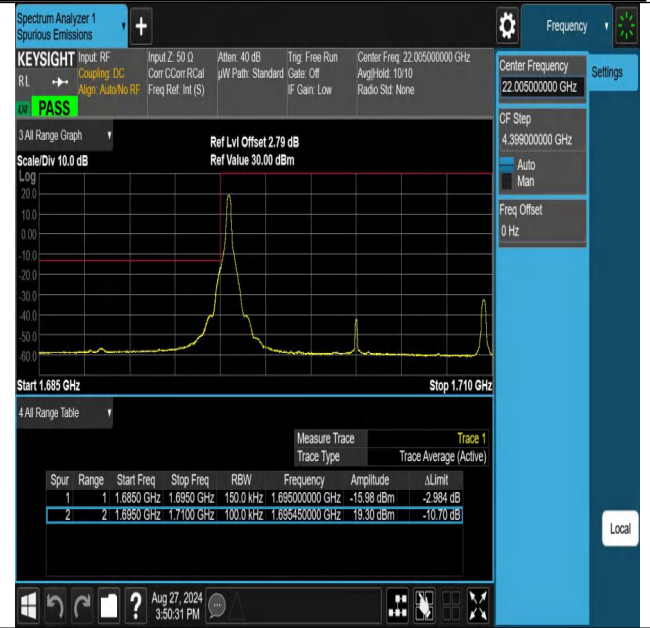 Spectrum Analyzer 1
Spurious Emissions
Frequency
KEYSIGHT
RL
PASS
Input: RF
Coupling: DC
Align: Auto/No RF
Input Z: 50 Ω
Corr CCorr RCal
Freq Ref: Int (S)
Atten: 40 dB
µW Path: Standard
Trig: Free Run
Gate: Off
IF Gain: Low
Center Freq: 22.005000000 GHz
Avg|Hold: 10/10
Radio Std: None
Center Frequency
22.005000000 GHz
Settings
CF Step
4.399000000 GHz
Auto
Man
Freq Offset
0 Hz
3 All Range Graph
Scale/Div 10.0 dB
Ref Lvl Offset 2.79 dB
Ref Value 30.00 dBm
Log
20.0
10.0
0.00
-10.0
-20.0
-30.0
-40.0
-50.0
-60.0
Start 1.685 GHz
Stop 1.710 GHz
4 All Range Table
Measure Trace Trace 1
Trace Type Trace Average (Active)
Spur Range Start Freq Stop Freq RBW Frequency Amplitude ΔLimit
1 1 1.6850 GHz 1.6950 GHz 150.0 kHz 1.695000000 GHz -15.98 dBm -2.984 dB
2 2 1.6950 GHz 1.7100 GHz 100.0 kHz 1.695450000 GHz 19.30 dBm -10.70 dB
Local
Aug 27, 2024
3:50:31 PM